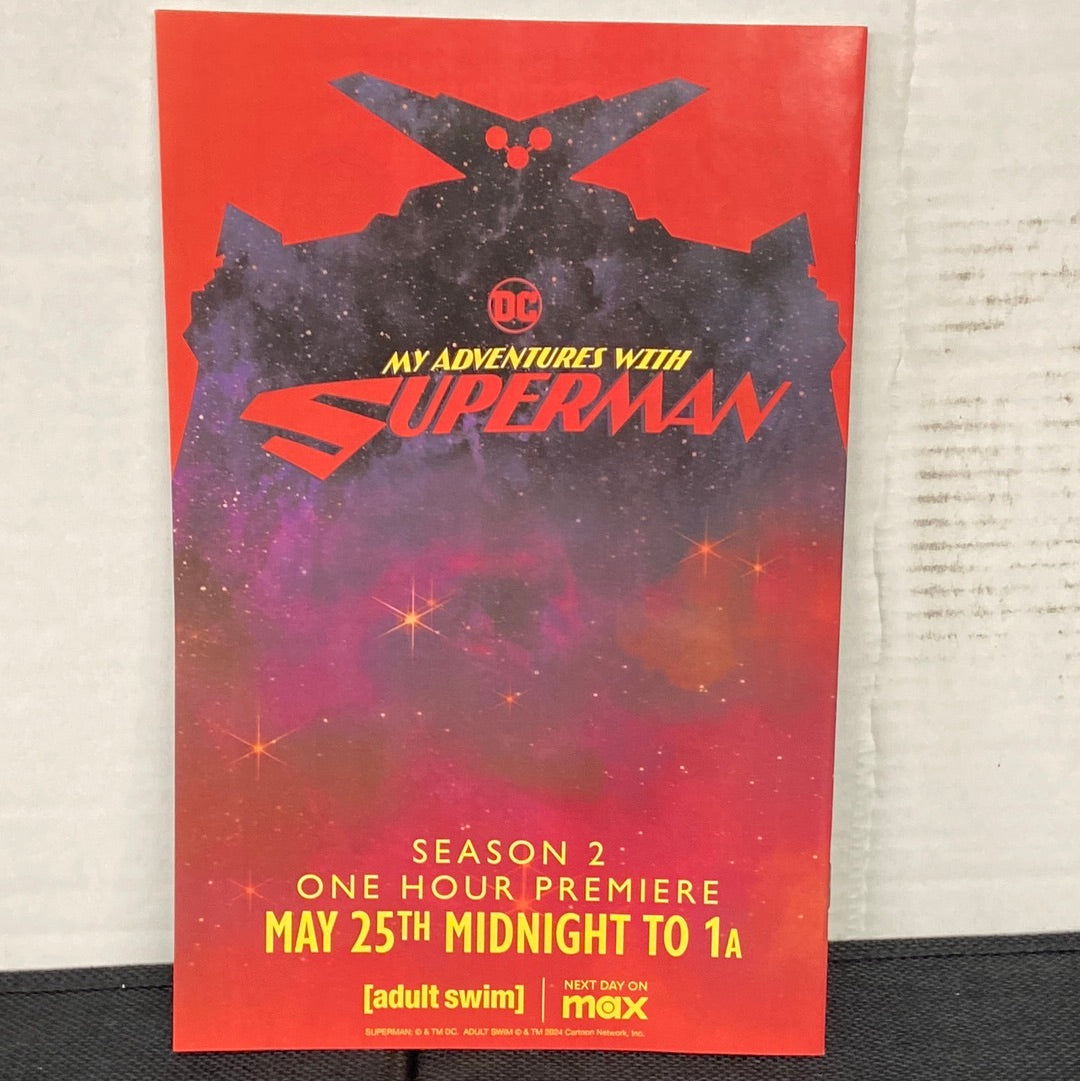 DC
MY ADVENTURES WITH
SUPERMAN
SEASON 2
ONE HOUR PREMIERE
MAY 25TH MIDNIGHT TO 1A
[adult swim]
NEXT DAY ON
max
SUPERMAN: © & TM DC. ADULT SWIM © & TM 2024 Cartoon Network, Inc.